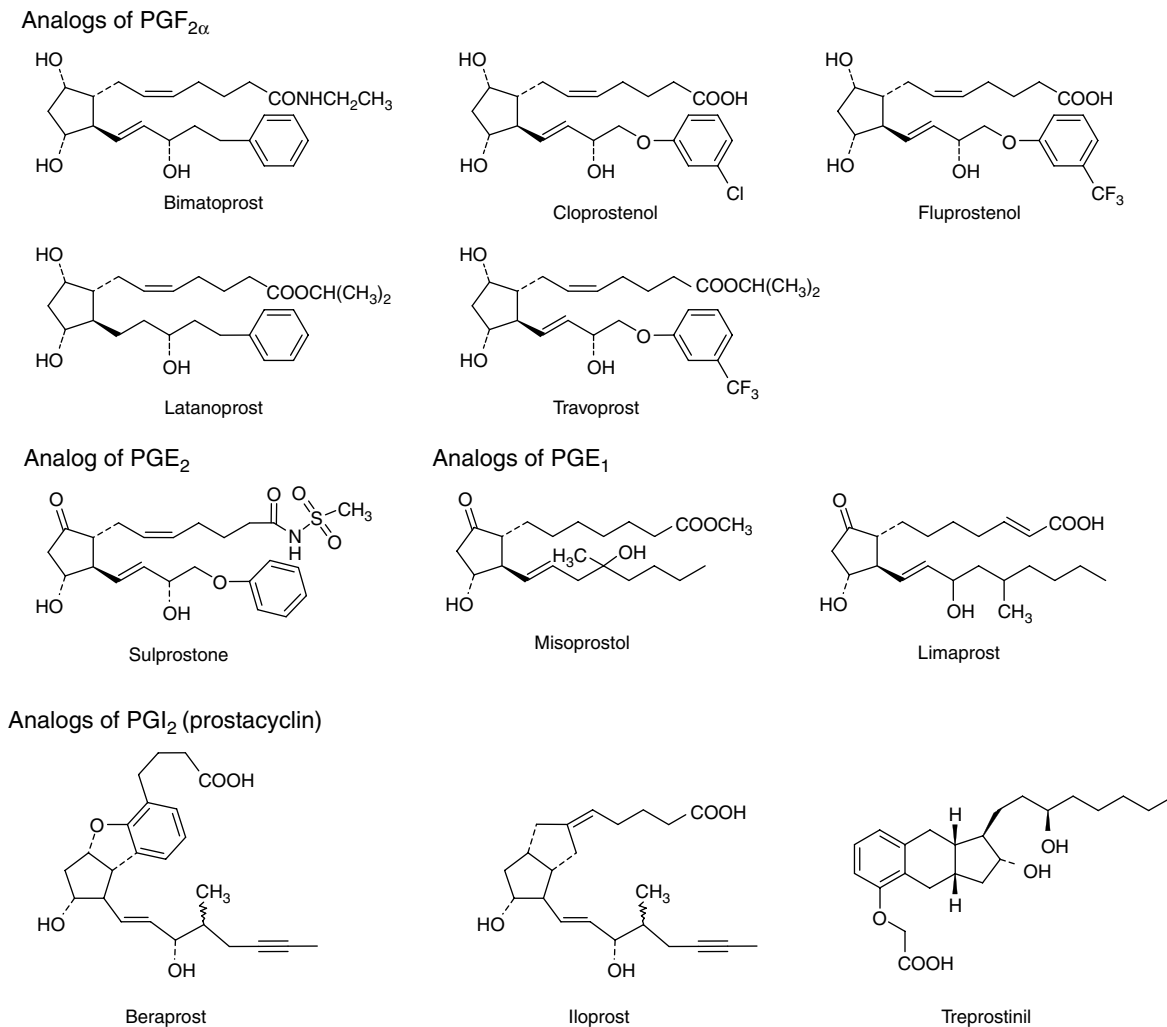 Analogs of PGF2α
HO
HO
OH
CONHCH2CH3
Bimatoprost
HO
HO
OH
O
COOH
Cl
Cloprostenol
HO
HO
OH
O
COOH
CF3
Fluprostenol
HO
HO
OH
COOCH(CH3)2
Latanoprost
HO
HO
OH
O
COOCH(CH3)2
CF3
Travoprost
Analog of PGE2
Analogs of PGE1
O
HO
OH
O
O
N
H
S
O
O
CH3
Sulprostone
O
HO
COOCH3
H3C
OH
Misoprostol
O
HO
COOH
OH
CH3
Limaprost
Analogs of PGI2 (prostacyclin)
COOH
O
HO
CH3
OH
Beraprost
COOH
HO
CH3
OH
Iloprost
H
H
OH
OH
O
COOH
Treprostinil